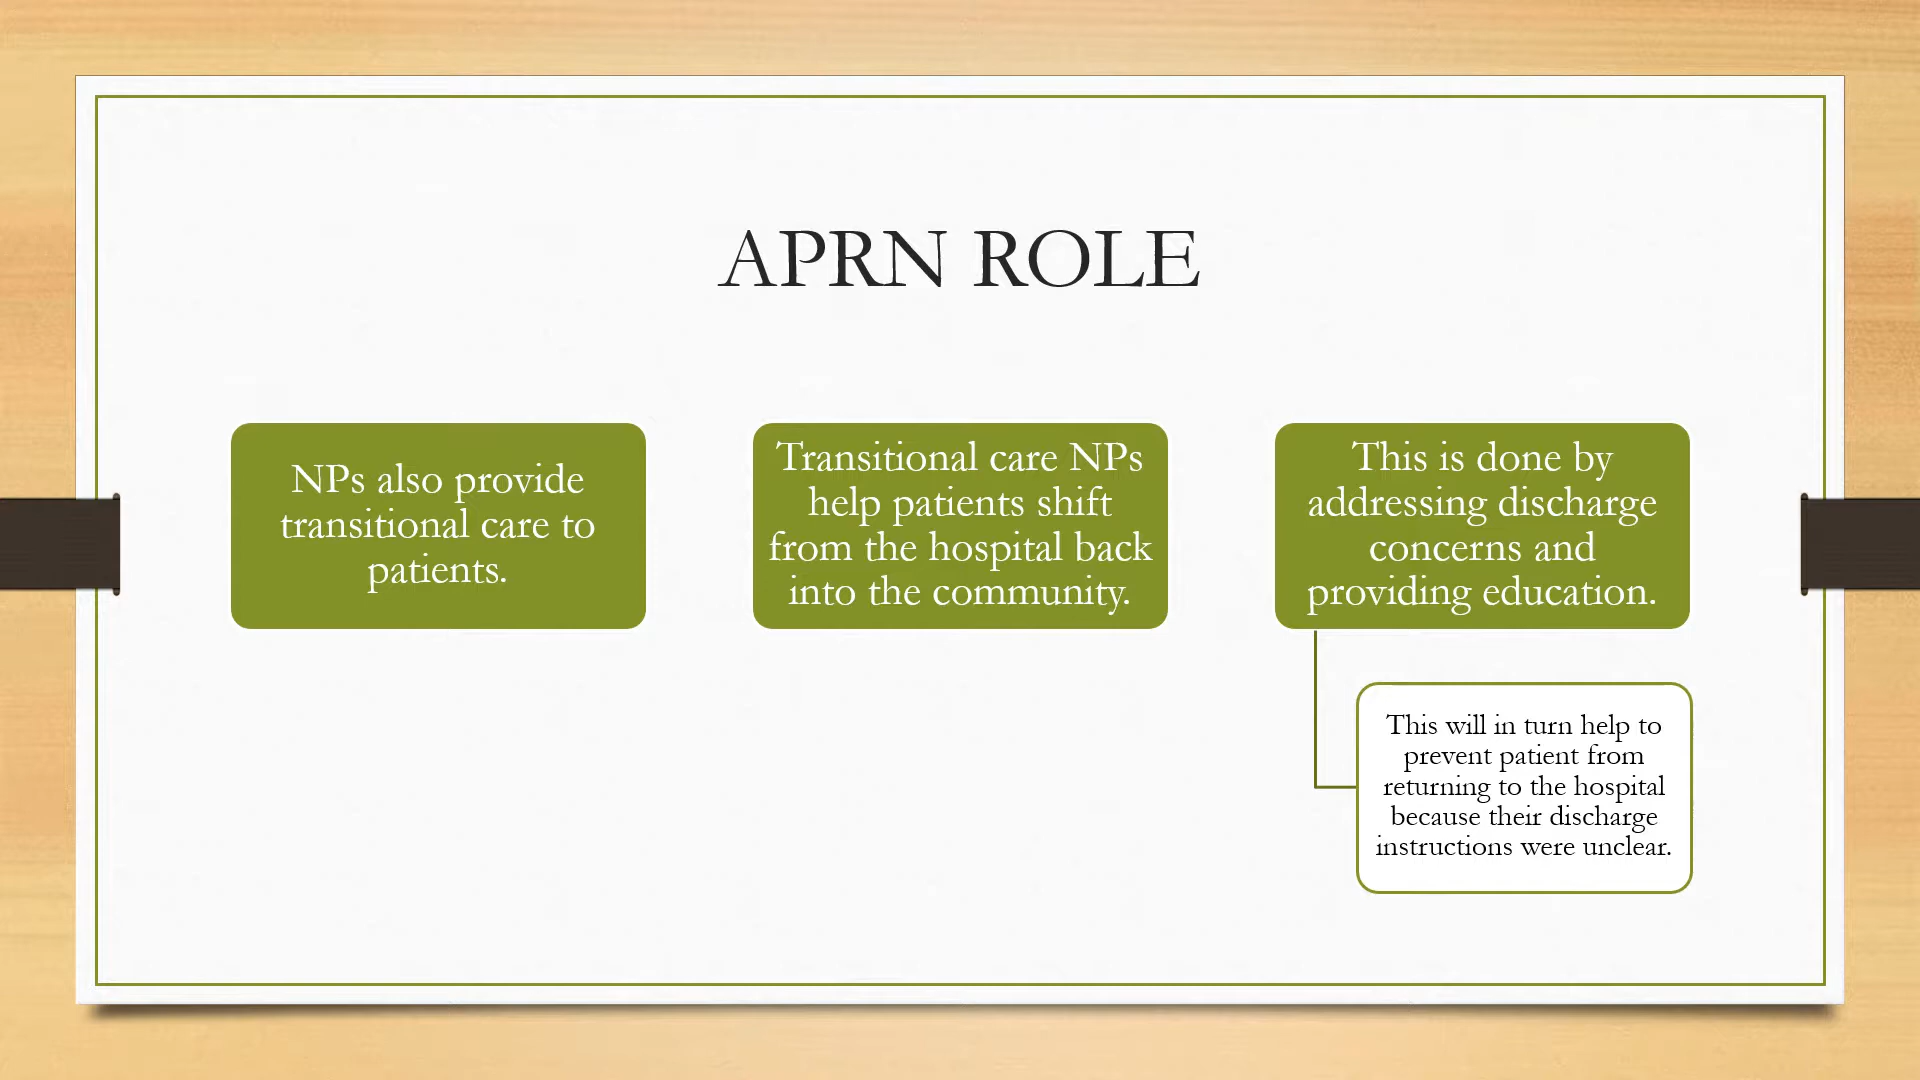 APRN ROLE
NPs also provide
transitional care to
patients.
Transitional care NPs
help patients shift
from the hospital back
into the community.
This is done by
addressing discharge
concerns and
providing education.
This will in turn help to
prevent patient from
returning to the hospital
because their discharge
instructions were unclear.